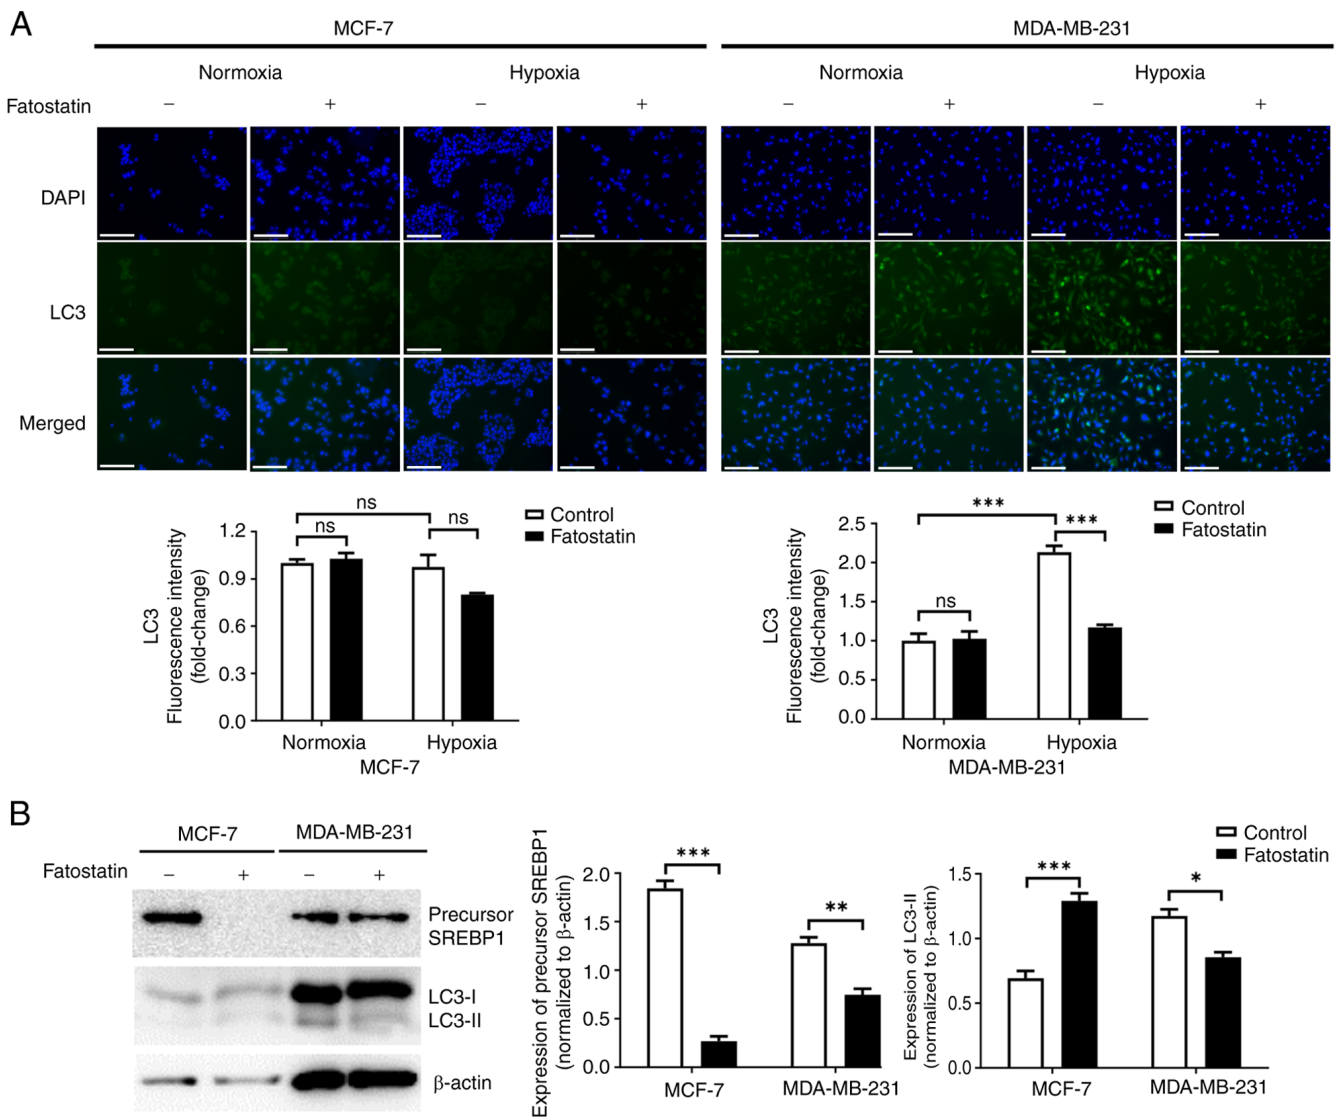 A
MCF-7 MDA-MB-231
Normoxia Hypoxia Normoxia Hypoxia
Fatostatin − + − + − + − +
DAPI
LC3
Merged
ns
ns ns
Control
Fatostatin
1.2
0.9
0.6
0.3
0.0
LC3
Fluorescence intensity
(fold-change)
Normoxia Hypoxia
MCF-7
***
***
ns
Control
Fatostatin
2.5
2.0
1.5
1.0
0.5
0.0
LC3
Fluorescence intensity
(fold-change)
Normoxia Hypoxia
MDA-MB-231
B
MCF-7 MDA-MB-231
Fatostatin − + − +
Precursor
SREBP1
LC3-I
LC3-II
β-actin
Expression of precursor SREBP1
(normalized to β-actin)
2.0
1.5
1.0
0.5
0.0
***
**
MCF-7 MDA-MB-231
Expression of LC3-II
(normalized to β-actin)
1.5
1.0
0.5
0.0
***
*
MCF-7 MDA-MB-231
Control
Fatostatin